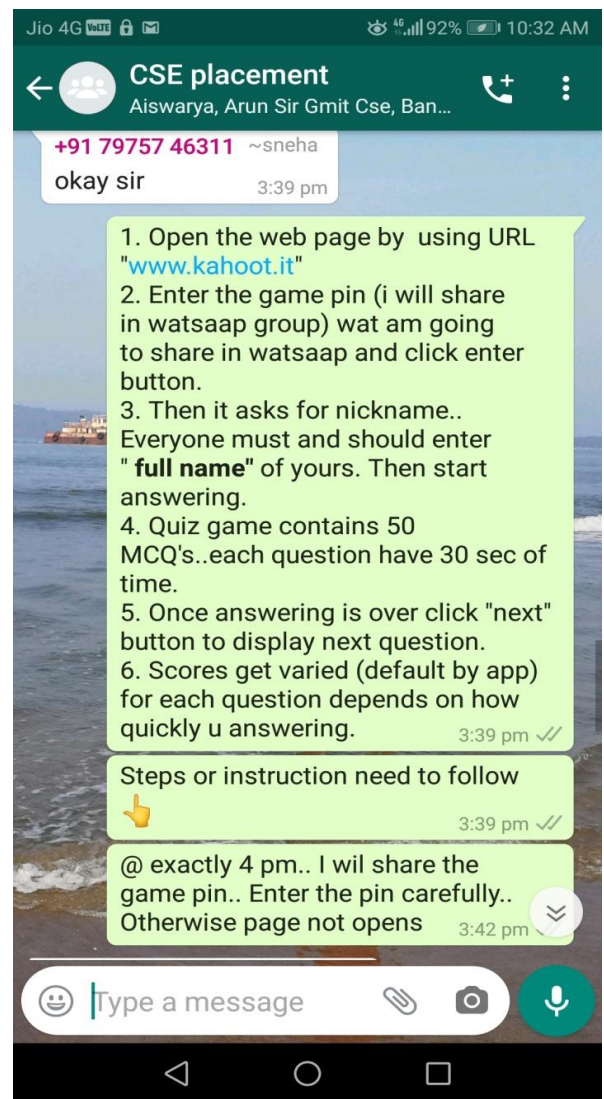 Jio 4G VoLTE 46 92% 10:32 AM
CSE placement
Aiswarya, Arun Sir Gmit Cse, Ban...
+91 79757 46311 ~sneha
okay sir 3:39 pm
1. Open the web page by using URL
"www.kahoot.it"
2. Enter the game pin (i will share
in watsaap group) wat am going
to share in watsaap and click enter
button.
3. Then it asks for nickname..
Everyone must and should enter
" full name" of yours. Then start
answering.
4. Quiz game contains 50
MCQ's..each question have 30 sec of
time.
5. Once answering is over click "next"
button to display next question.
6. Scores get varied (default by app)
for each question depends on how
quickly u answering. 3:39 pm
Steps or instruction need to follow
3:39 pm
@ exactly 4 pm.. I wil share the
game pin.. Enter the pin carefully..
Otherwise page not opens 3:42 pm
Type a message